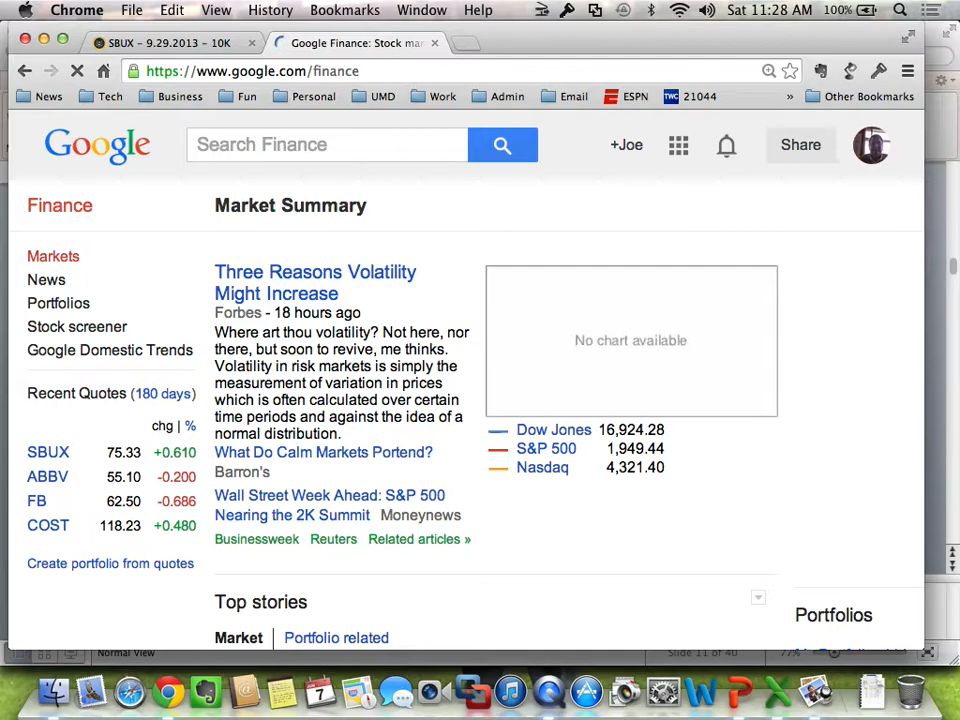 Chrome File Edit View History Bookmarks Window Help Sat 11:28 AM 100%
SBUX - 9.29.2013 - 10K × Google Finance: Stock mar ×
https://www.google.com/finance
News Tech Business Fun Personal UMD Work Admin Email ESPN TWC 21044 » Other Bookmarks
Google Search Finance +Joe Share
Finance Market Summary
Markets
News
Portfolios
Stock screener
Google Domestic Trends
Recent Quotes (180 days)
chg | %
SBUX 75.33 +0.610
ABBV 55.10 -0.200
FB 62.50 -0.686
COST 118.23 +0.480
Create portfolio from quotes
Three Reasons Volatility
Might Increase
Forbes - 18 hours ago
Where art thou volatility? Not here, nor
there, but soon to revive, me thinks.
Volatility in risk markets is simply the
measurement of variation in prices
which is often calculated over certain
time periods and against the idea of a
normal distribution.
What Do Calm Markets Portend?
Barron's
Wall Street Week Ahead: S&P 500
Nearing the 2K Summit Moneynews
Businessweek Reuters Related articles »
No chart available
Dow Jones 16,924.28
S&P 500 1,949.44
Nasdaq 4,321.40
Top stories
Market Portfolio related
Portfolios
Normal View Slide 11 of 40 77%
7